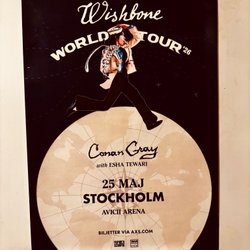 Wishbone
WORLD TOUR '26
Conan Gray
with ESHA TEWARI
25 MAJ
STOCKHOLM
AVICII ARENA
BILJETTER VIA AXS.COM